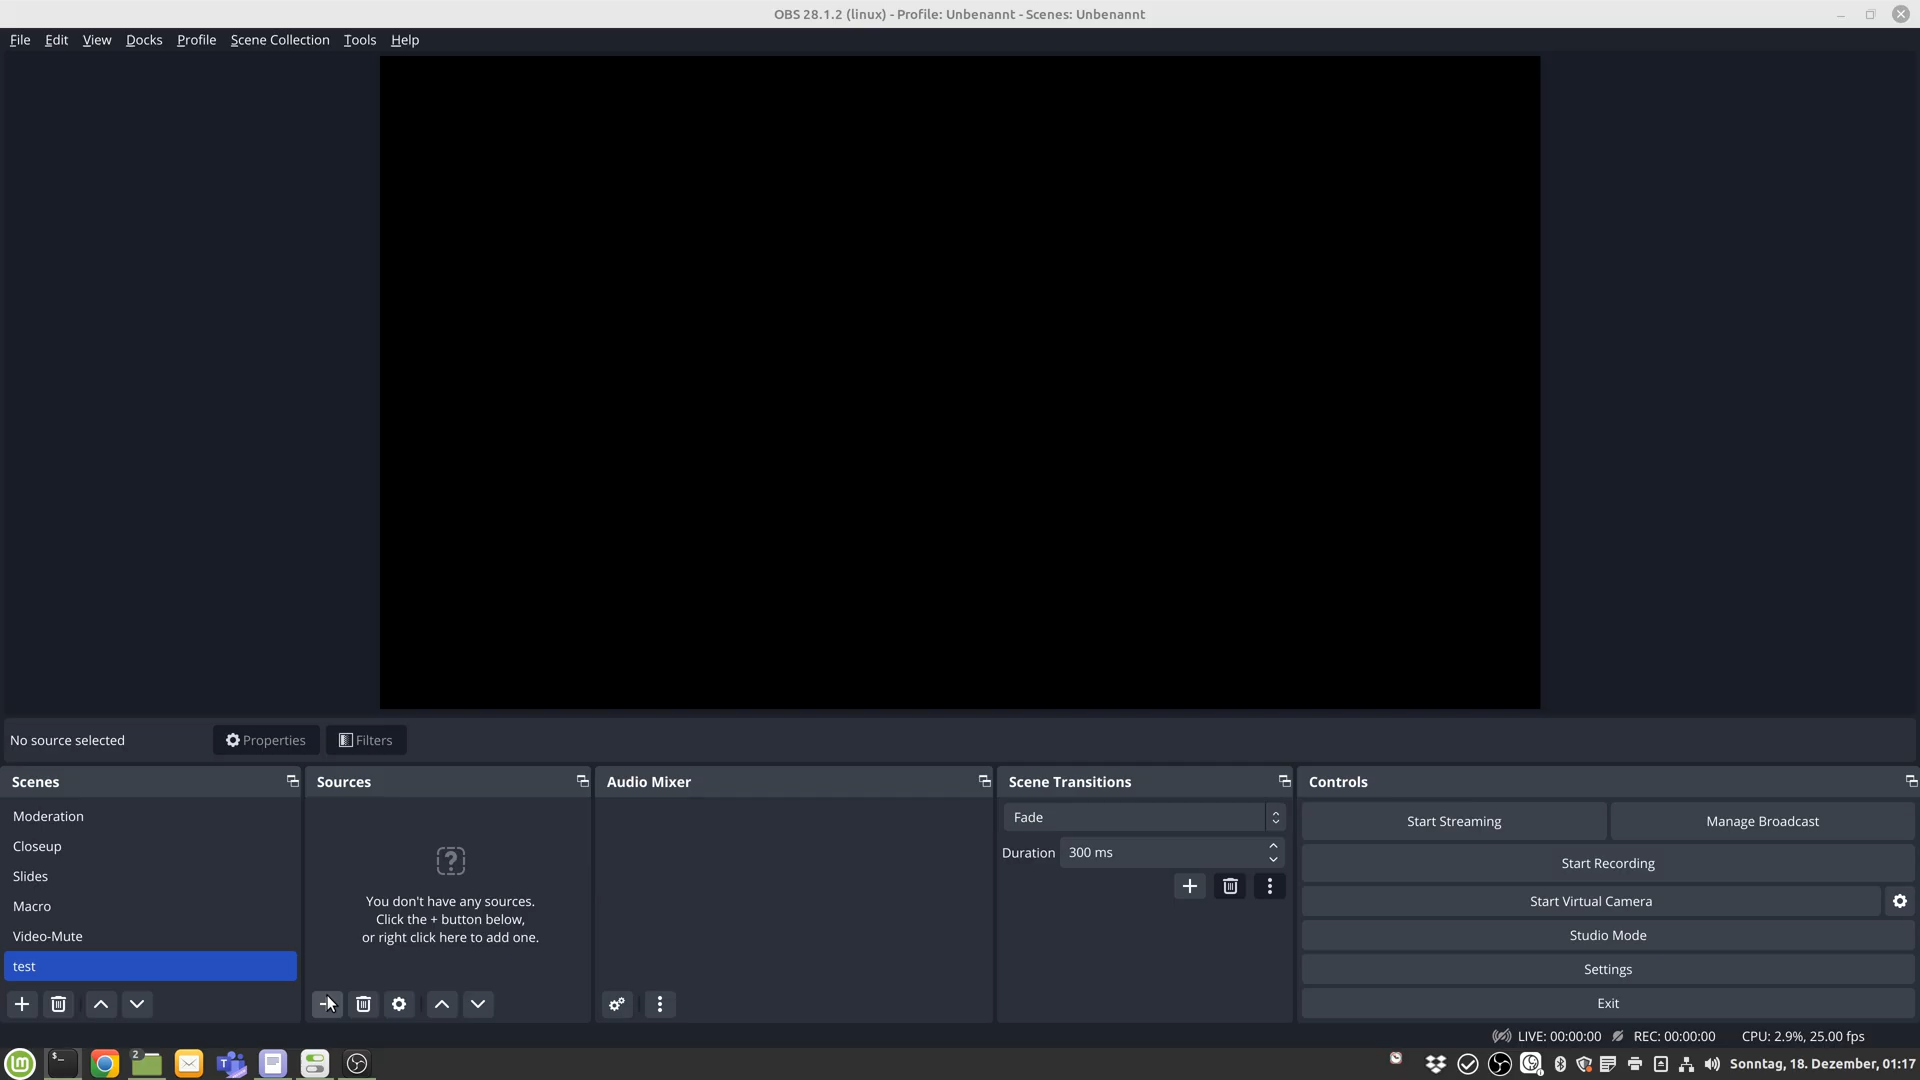 OBS 28.1.2 (linux) - Profile: Unbenannt - Scenes: Unbenannt
File Edit View Docks Profile Scene Collection Tools Help
No source selected
Properties
Filters
Scenes
Sources
Audio Mixer
Scene Transitions
Controls
Moderation
Closeup
Slides
Macro
Video-Mute
test
You don't have any sources.
Click the + button below,
or right click here to add one.
Fade
Duration
300 ms
Start Streaming
Manage Broadcast
Start Recording
Start Virtual Camera
Studio Mode
Settings
Exit
LIVE: 00:00:00
REC: 00:00:00
CPU: 2.9%, 25.00 fps
2
Sonntag, 18. Dezember, 01:17